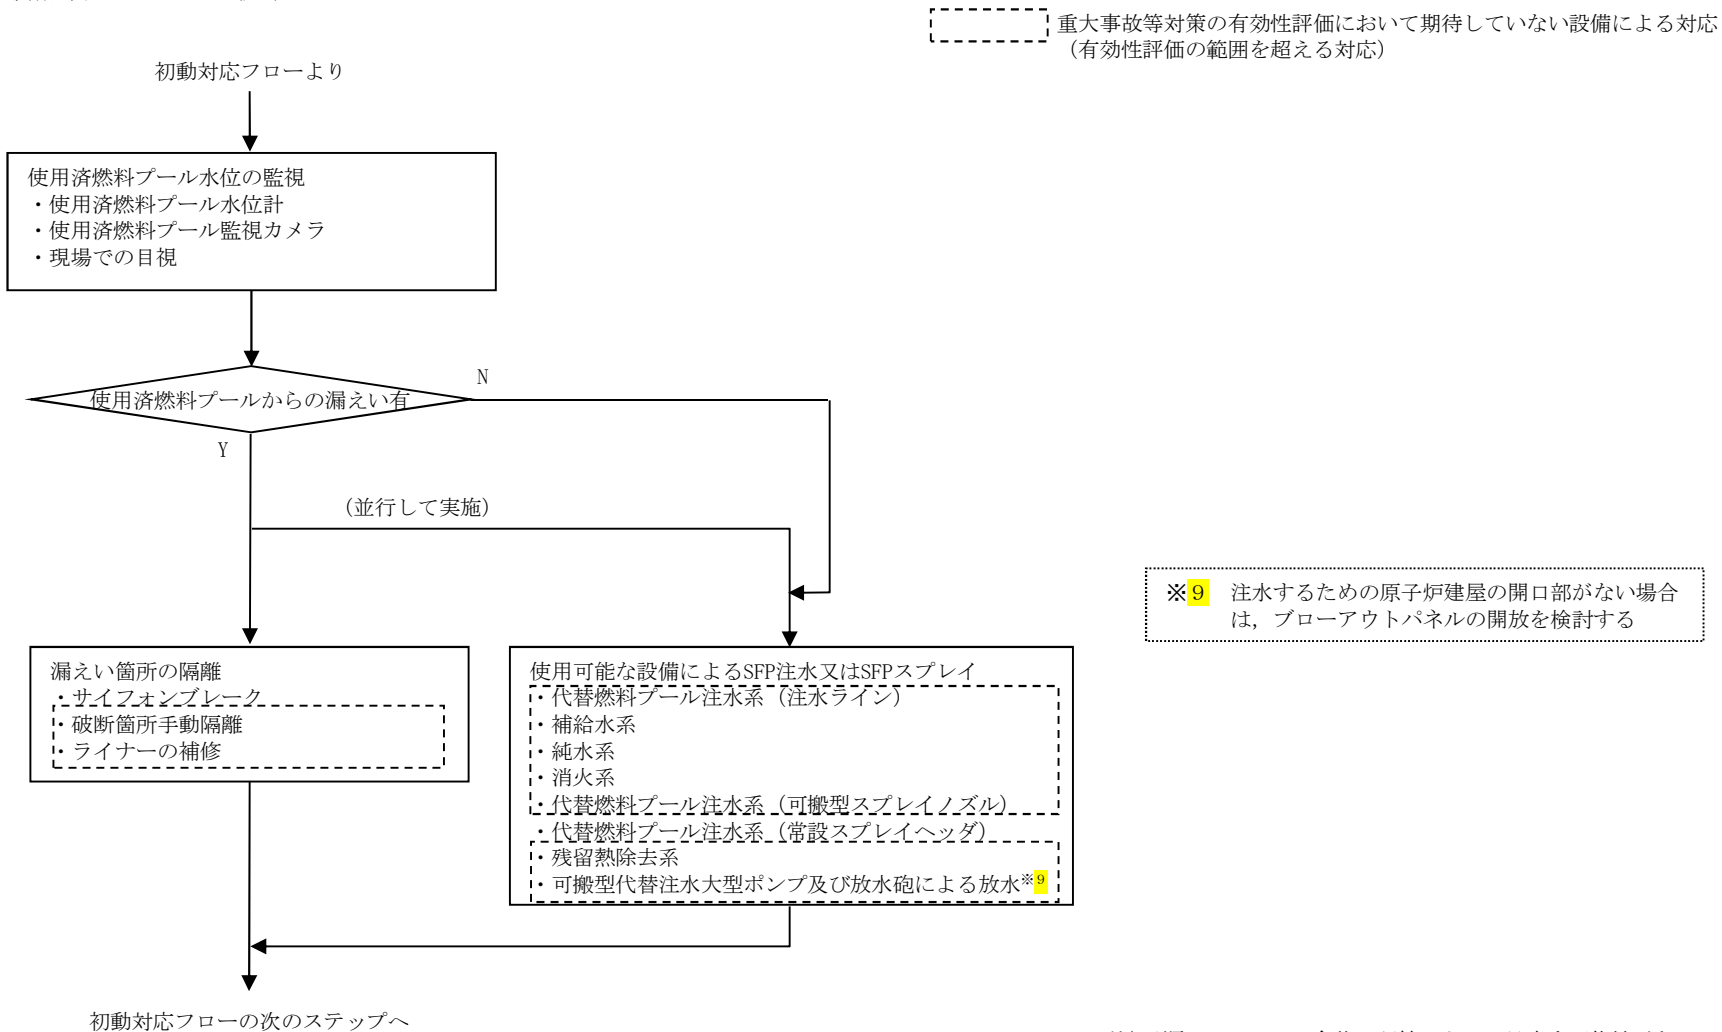 重大事故等対策の有効性評価において期待していない設備による対応
（有効性評価の範囲を超える対応）
初動対応フローより
使用済燃料プール水位の監視
・使用済燃料プール水位計
・使用済燃料プール監視カメラ
・現場での目視
使用済燃料プールからの漏えい有
N
Y
（並行して実施）
※９　注水するための原子炉建屋の開口部がない場合
は，ブローアウトパネルの開放を検討する
漏えい箇所の隔離
・サイフォンブレーク
・破断箇所手動隔離
・ライナーの補修
使用可能な設備によるSFP注水又はSFPスプレイ
・代替燃料プール注水系（注水ライン）
・補給水系
・純水系
・消火系
・代替燃料プール注水系（可搬型スプレイノズル）
・代替燃料プール注水系（常設スプレイヘッダ）
・残留熱除去系
・可搬型代替注水大型ポンプ及び放水砲による放水※９
初動対応フローの次のステップへ